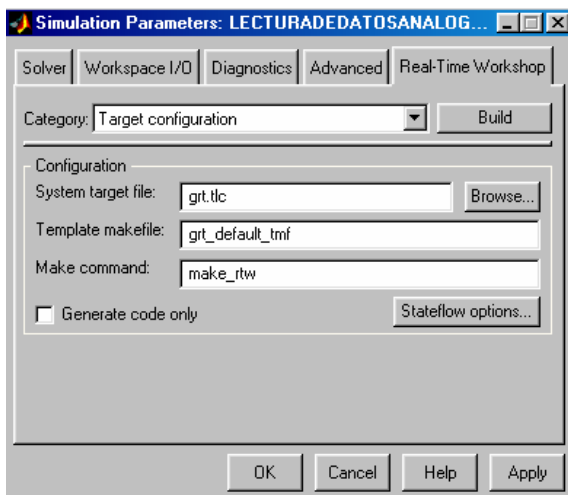 Simulation Parameters: LECTURADEDATOSANALOG...
Solver Workspace I/O Diagnostics Advanced Real-Time Workshop
Category: Target configuration Build
Configuration
System target file: grt.tlc Browse...
Template makefile: grt_default_tmf
Make command: make_rtw
Generate code only Stateflow options...
OK Cancel Help Apply